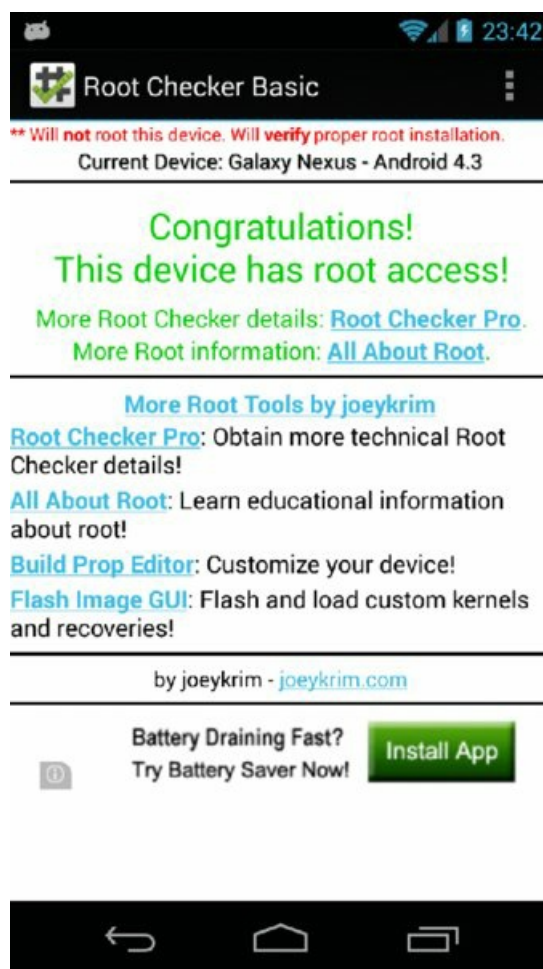 23:42
Root Checker Basic
** Will not root this device. Will verify proper root installation.
Current Device: Galaxy Nexus - Android 4.3
Congratulations!
This device has root access!
More Root Checker details: Root Checker Pro.
More Root information: All About Root.
More Root Tools by joeykrim
Root Checker Pro: Obtain more technical Root
Checker details!
All About Root: Learn educational information
about root!
Build Prop Editor: Customize your device!
Flash Image GUI: Flash and load custom kernels
and recoveries!
by joeykrim - joeykrim.com
Battery Draining Fast?
Try Battery Saver Now!
Install App